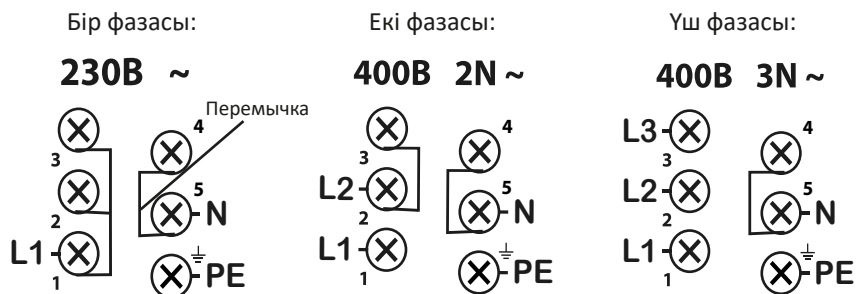 Бір фазасы: Екі фазасы: Үш фазасы:
230В ~ 400В 2N ~ 400В 3N ~
Перемычка
4 4 L3 4
3 3 3
5 L2 5 L2 5
2 N 2 N 2 N
L1 L1 L1
1 PE 1 PE 1 PE